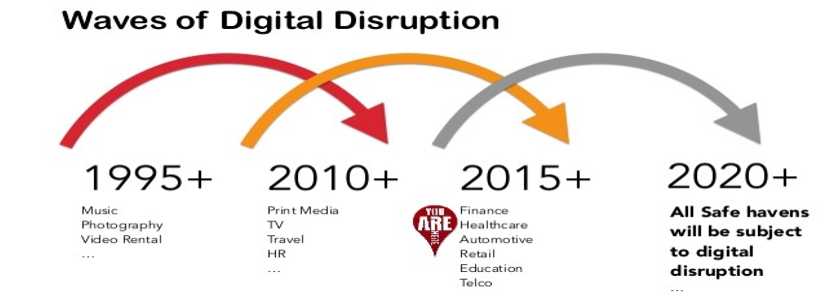 Waves of Digital Disruption
1995+
Music
Photography
Video Rental
...
2010+
Print Media
TV
Travel
HR
...
2015+
YOU
ARE
HERE
Finance
Healthcare
Automotive
Retail
Education
Telco
2020+
All Safe havens
will be subject
to digital
disruption
...